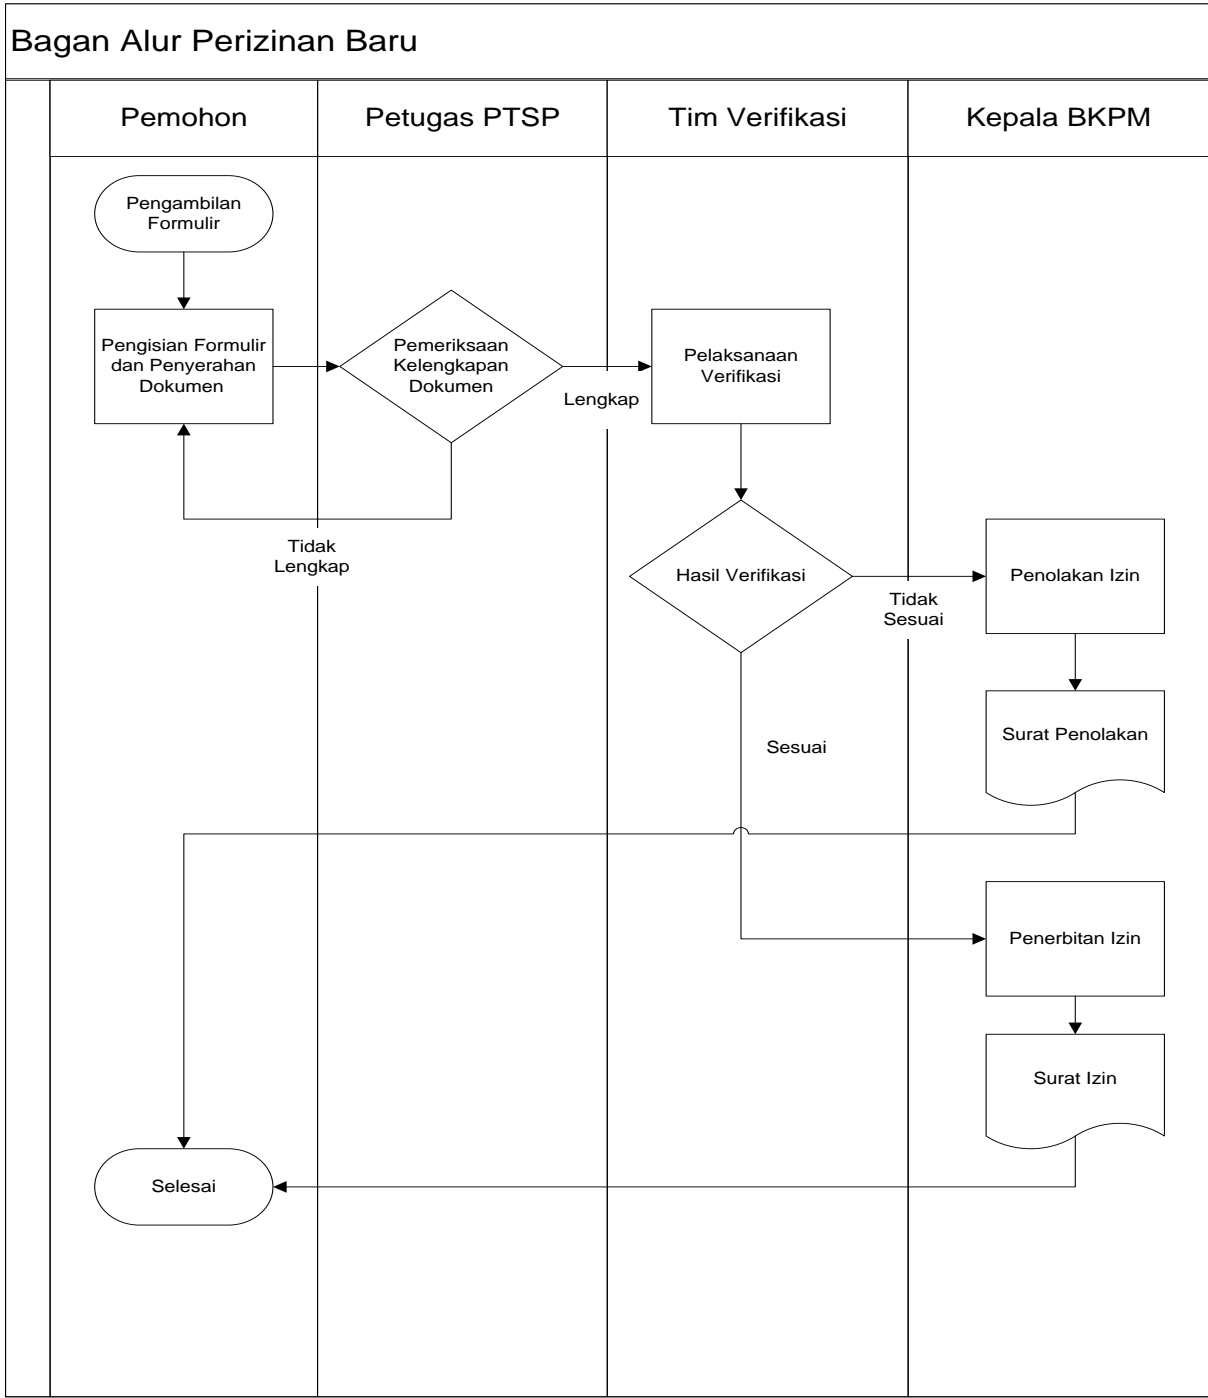 Bagan Alur Perizinan Baru
Pemohon
Petugas PTSP
Tim Verifikasi
Kepala BKPM
Pengambilan
Formulir
Pengisian Formulir
dan Penyerahan
Dokumen
Pemeriksaan
Kelengkapan
Dokumen
Lengkap
Pelaksanaan
Verifikasi
Tidak
Lengkap
Hasil Verifikasi
Tidak
Sesuai
Penolakan Izin
Surat Penolakan
Sesuai
Penerbitan Izin
Surat Izin
Selesai